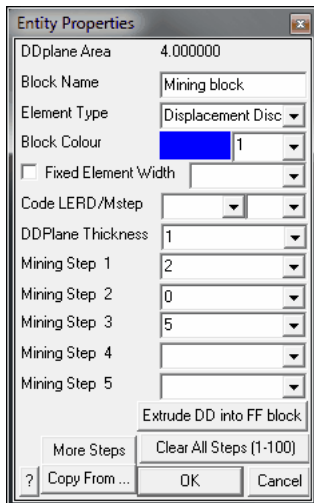 Entity Properties
DDplane Area 4.000000
Block Name Mining block
Element Type Displacement Disc
Block Colour 1
Fixed Element Width
Code LERD/Mstep
DDPlane Thickness 1
Mining Step 1 2
Mining Step 2 0
Mining Step 3 5
Mining Step 4
Mining Step 5
Extrude DD into FF block
More Steps Clear All Steps (1-100)
? Copy From ... OK Cancel